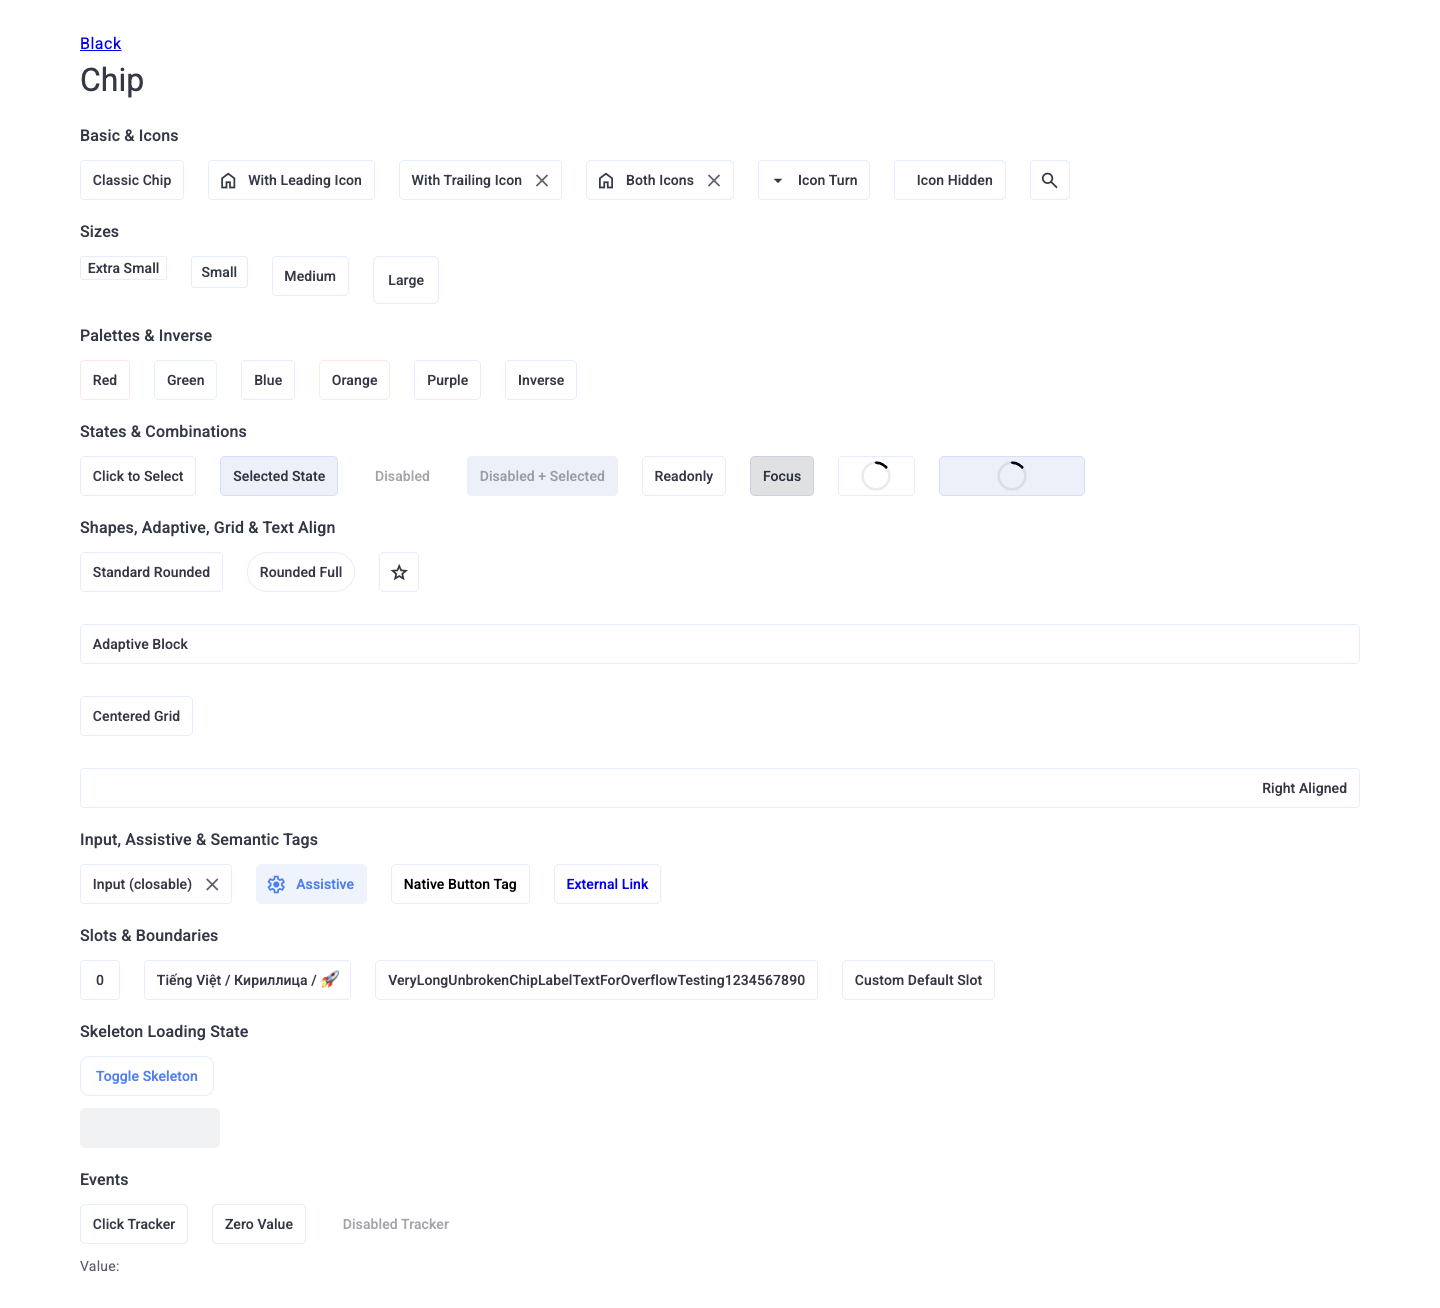 Black
Chip
Basic & Icons
Classic Chip With Leading Icon With Trailing Icon Both Icons Icon Turn Icon Hidden
Sizes
Extra Small Small Medium Large
Palettes & Inverse
Red Green Blue Orange Purple Inverse
States & Combinations
Click to Select Selected State Disabled Disabled + Selected Readonly Focus
Shapes, Adaptive, Grid & Text Align
Standard Rounded Rounded Full
Adaptive Block
Centered Grid
Right Aligned
Input, Assistive & Semantic Tags
Input (closable) Assistive Native Button Tag External Link
Slots & Boundaries
0 Tiếng Việt / Кириллица / 🚀 VeryLongUnbrokenChipLabelTextForOverflowTesting1234567890 Custom Default Slot
Skeleton Loading State
Toggle Skeleton
Events
Click Tracker Zero Value Disabled Tracker
Value: